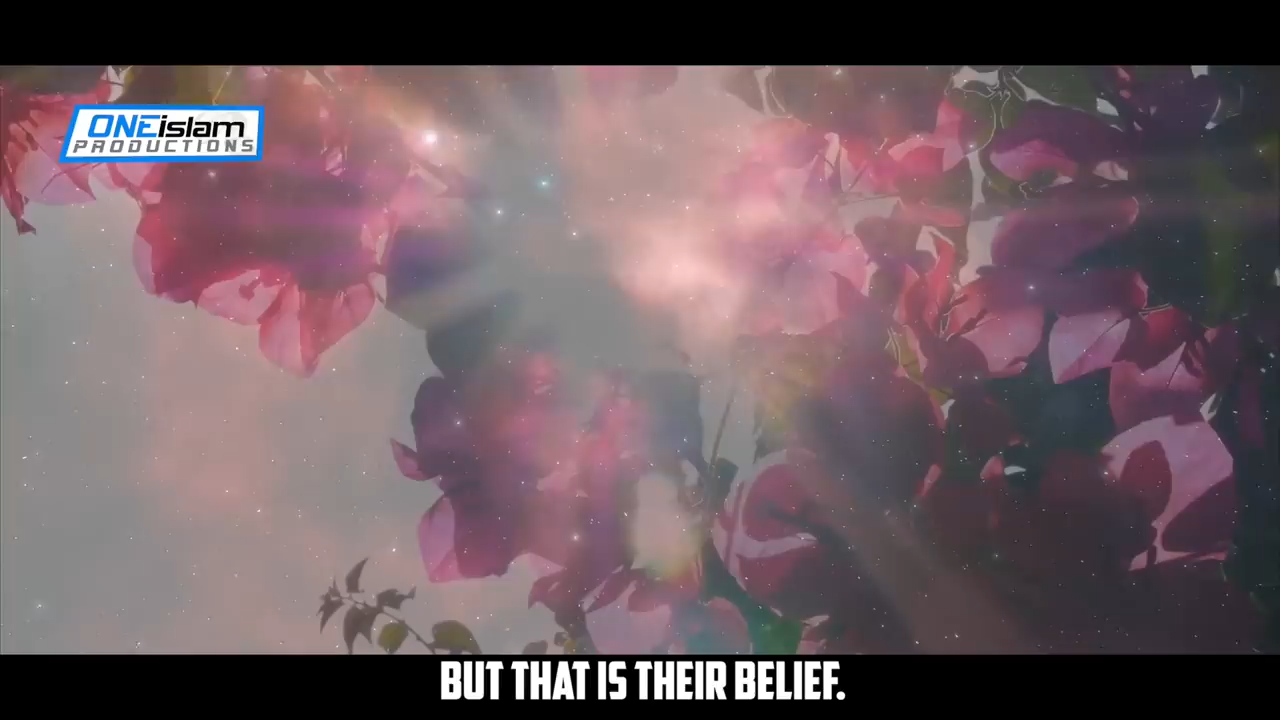 ONEislam
PRODUCTIONS
BUT THAT IS THEIR BELIEF.